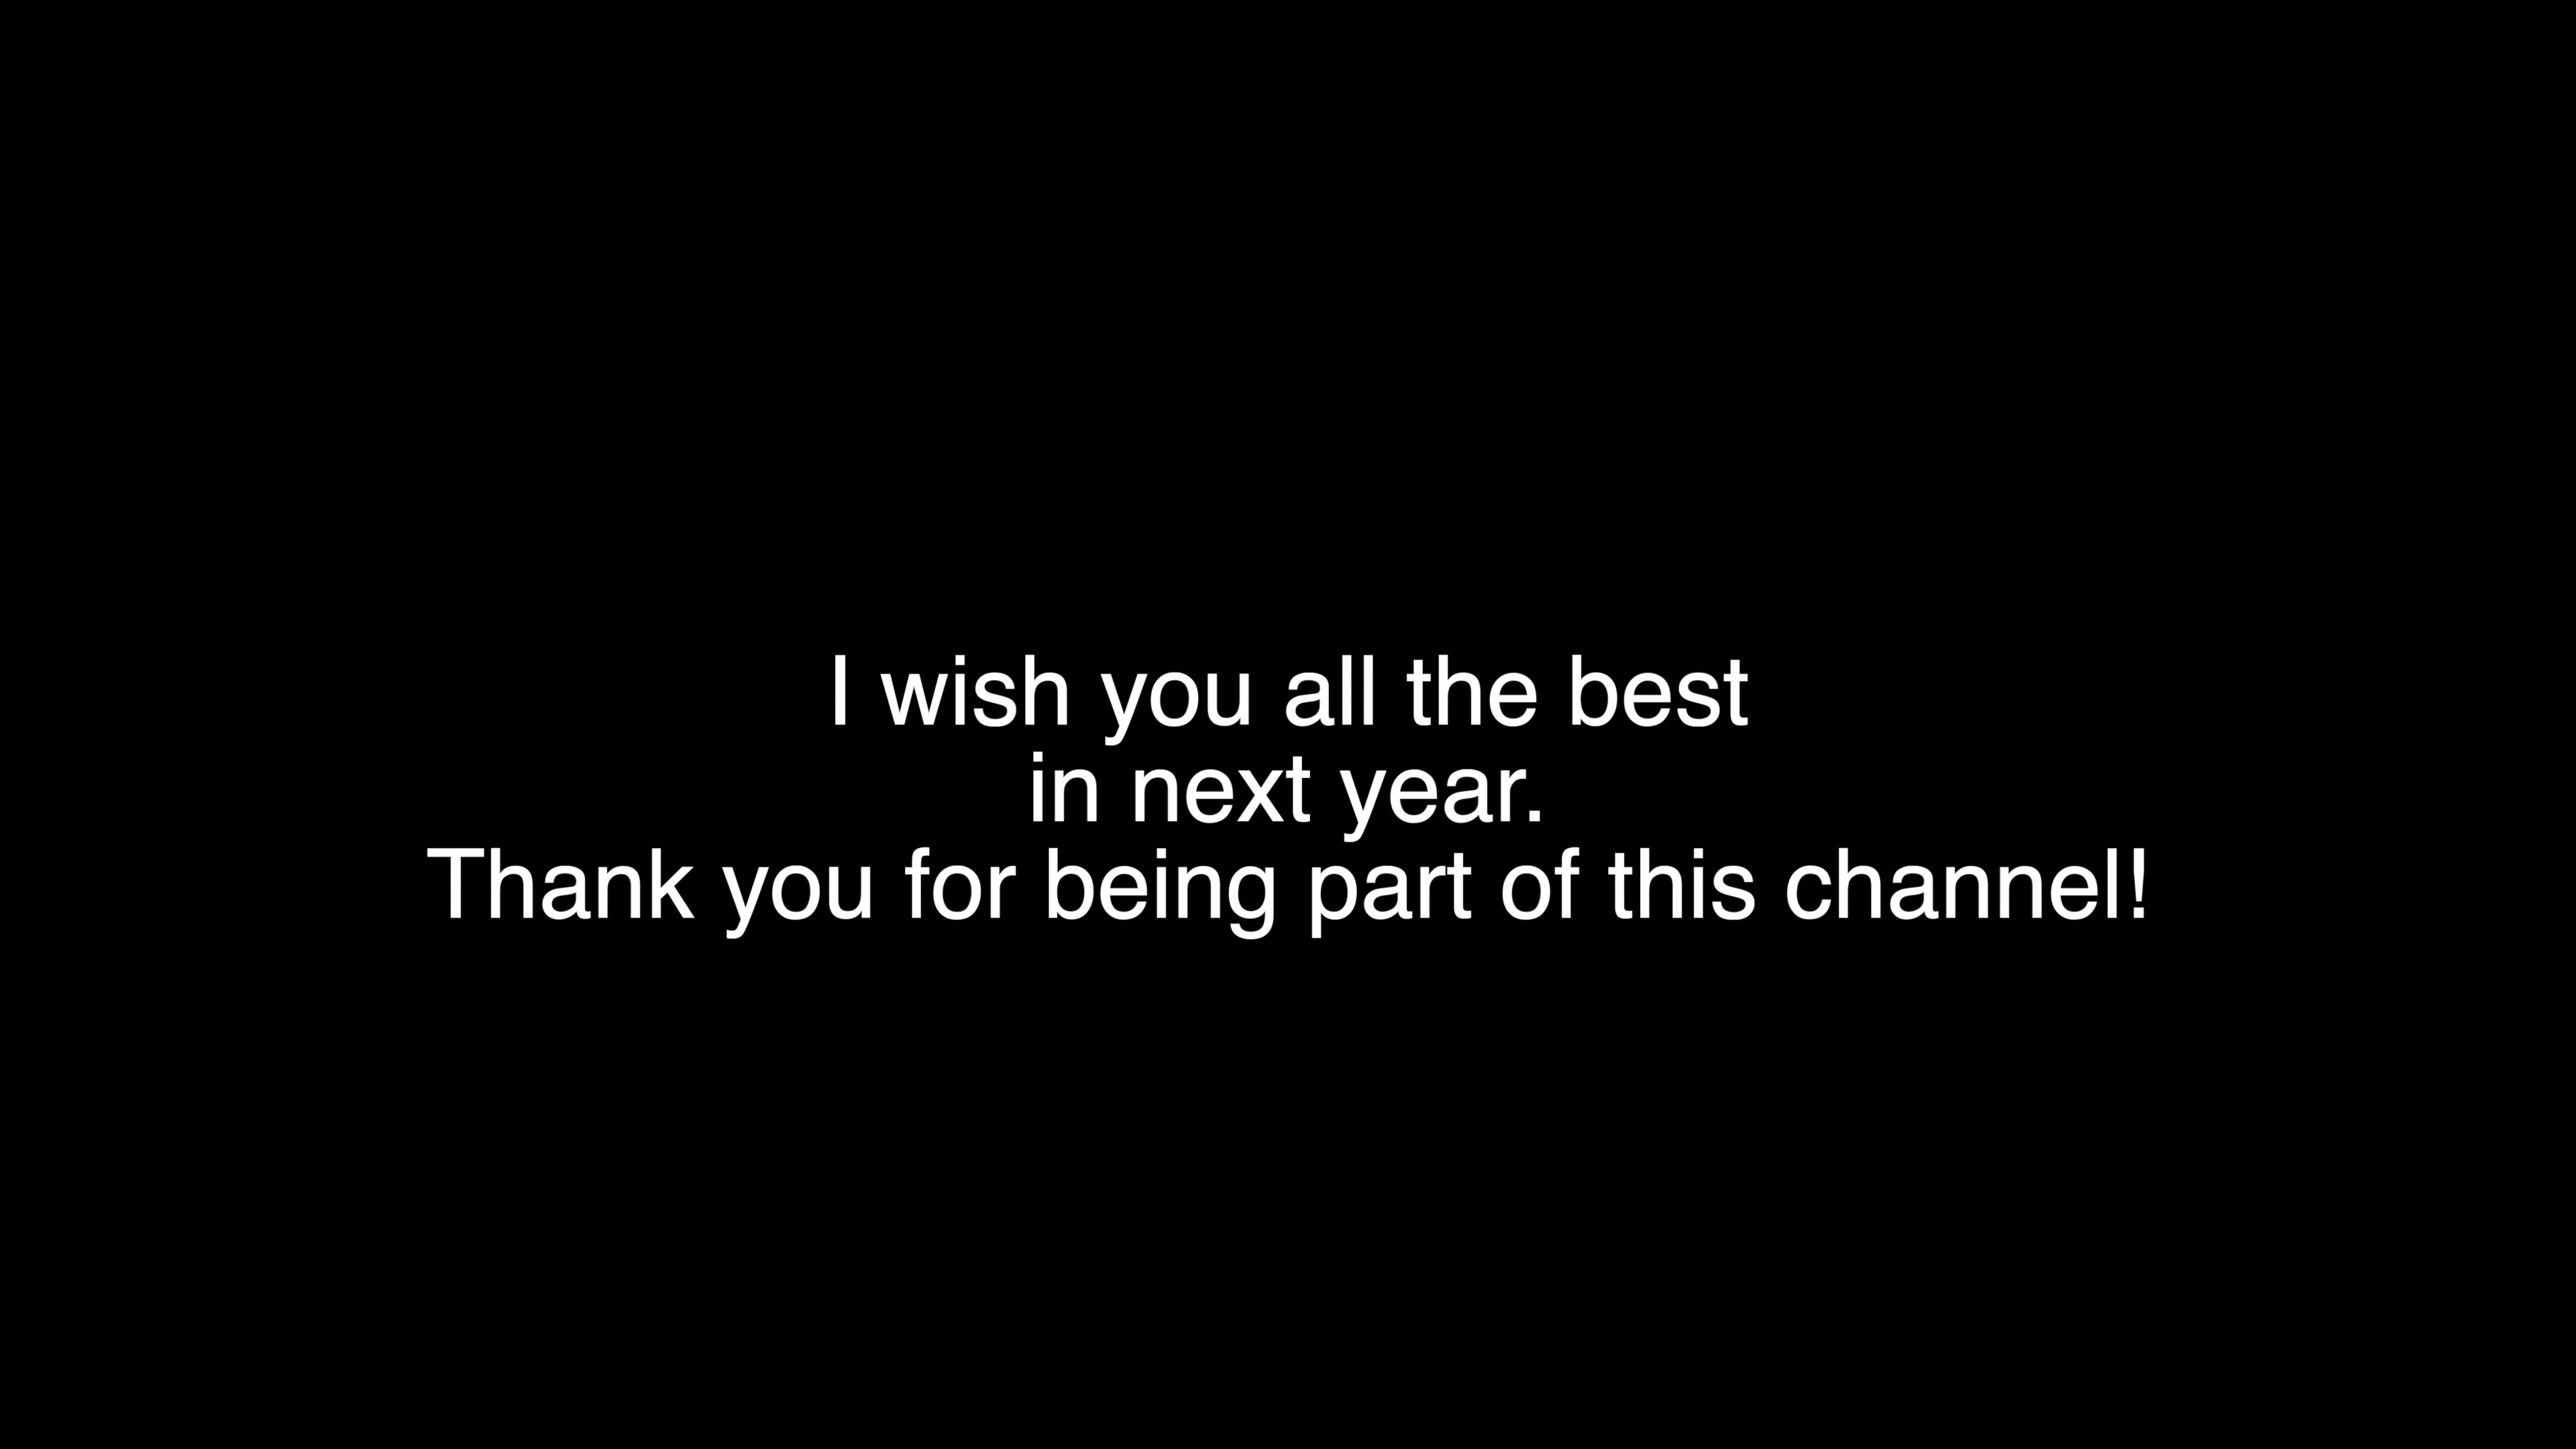 I wish you all the best
in next year.
Thank you for being part of this channel!